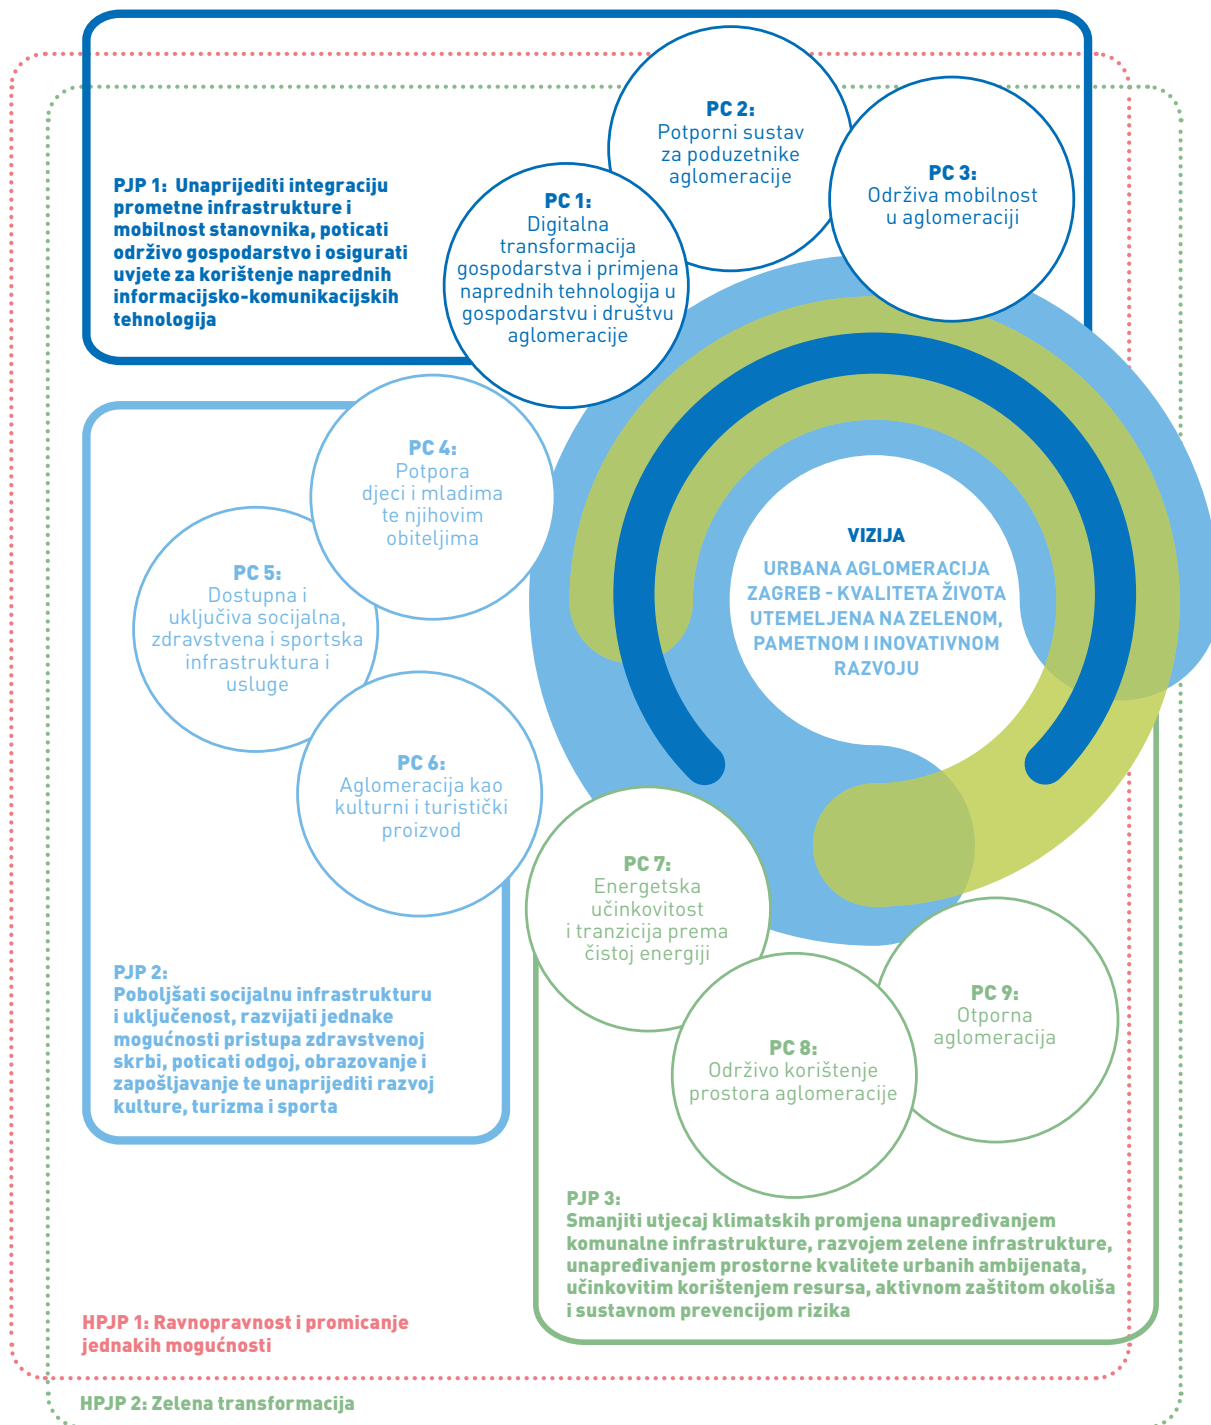 PC 2:
Potporni sustav
za poduzetnike
aglomeracije
PC 3:
Održiva mobilnost
u aglomeraciji
PJP 1: Unaprijediti integraciju
prometne infrastrukture i
mobilnost stanovnika, poticati
održivo gospodarstvo i osigurati
uvjete za korištenje naprednih
informacijsko-komunikacijskih
tehnologija
PC 1:
Digitalna
transformacija
gospodarstva i primjena
naprednih tehnologija u
gospodarstvu i društvu
aglomeracije
PC 4:
Potpora
djeci i mladima
te njihovim
obiteljima
VIZIJA
URBANA AGLOMERACIJA
ZAGREB - KVALITETA ŽIVOTA
UTEMELJENA NA ZELENOM,
PAMETNOM I INOVATIVNOM
RAZVOJU
PC 5:
Dostupna i
uključiva socijalna,
zdravstvena i sportska
infrastruktura i
usluge
PC 6:
Aglomeracija kao
kulturni i turistički
proizvod
PC 7:
Energetska
učinkovitost
i tranzicija prema
čistoj energiji
PJP 2:
Poboljšati socijalnu infrastrukturu
i uključenost, razvijati jednake
mogućnosti pristupa zdravstvenoj
skrbi, poticati odgoj, obrazovanje i
zapošljavanje te unaprijediti razvoj
kulture, turizma i sporta
PC 9:
Otporna
aglomeracija
PC 8:
Održivo korištenje
prostora aglomeracije
PJP 3:
Smanjiti utjecaj klimatskih promjena unapređivanjem
komunalne infrastrukture, razvojem zelene infrastrukture,
unapređivanjem prostorne kvalitete urbanih ambijenata,
učinkovitim korištenjem resursa, aktivnom zaštitom okoliša
i sustavnom prevencijom rizika
HPJP 1: Ravnopravnost i promicanje
jednakih mogućnosti
HPJP 2: Zelena transformacija